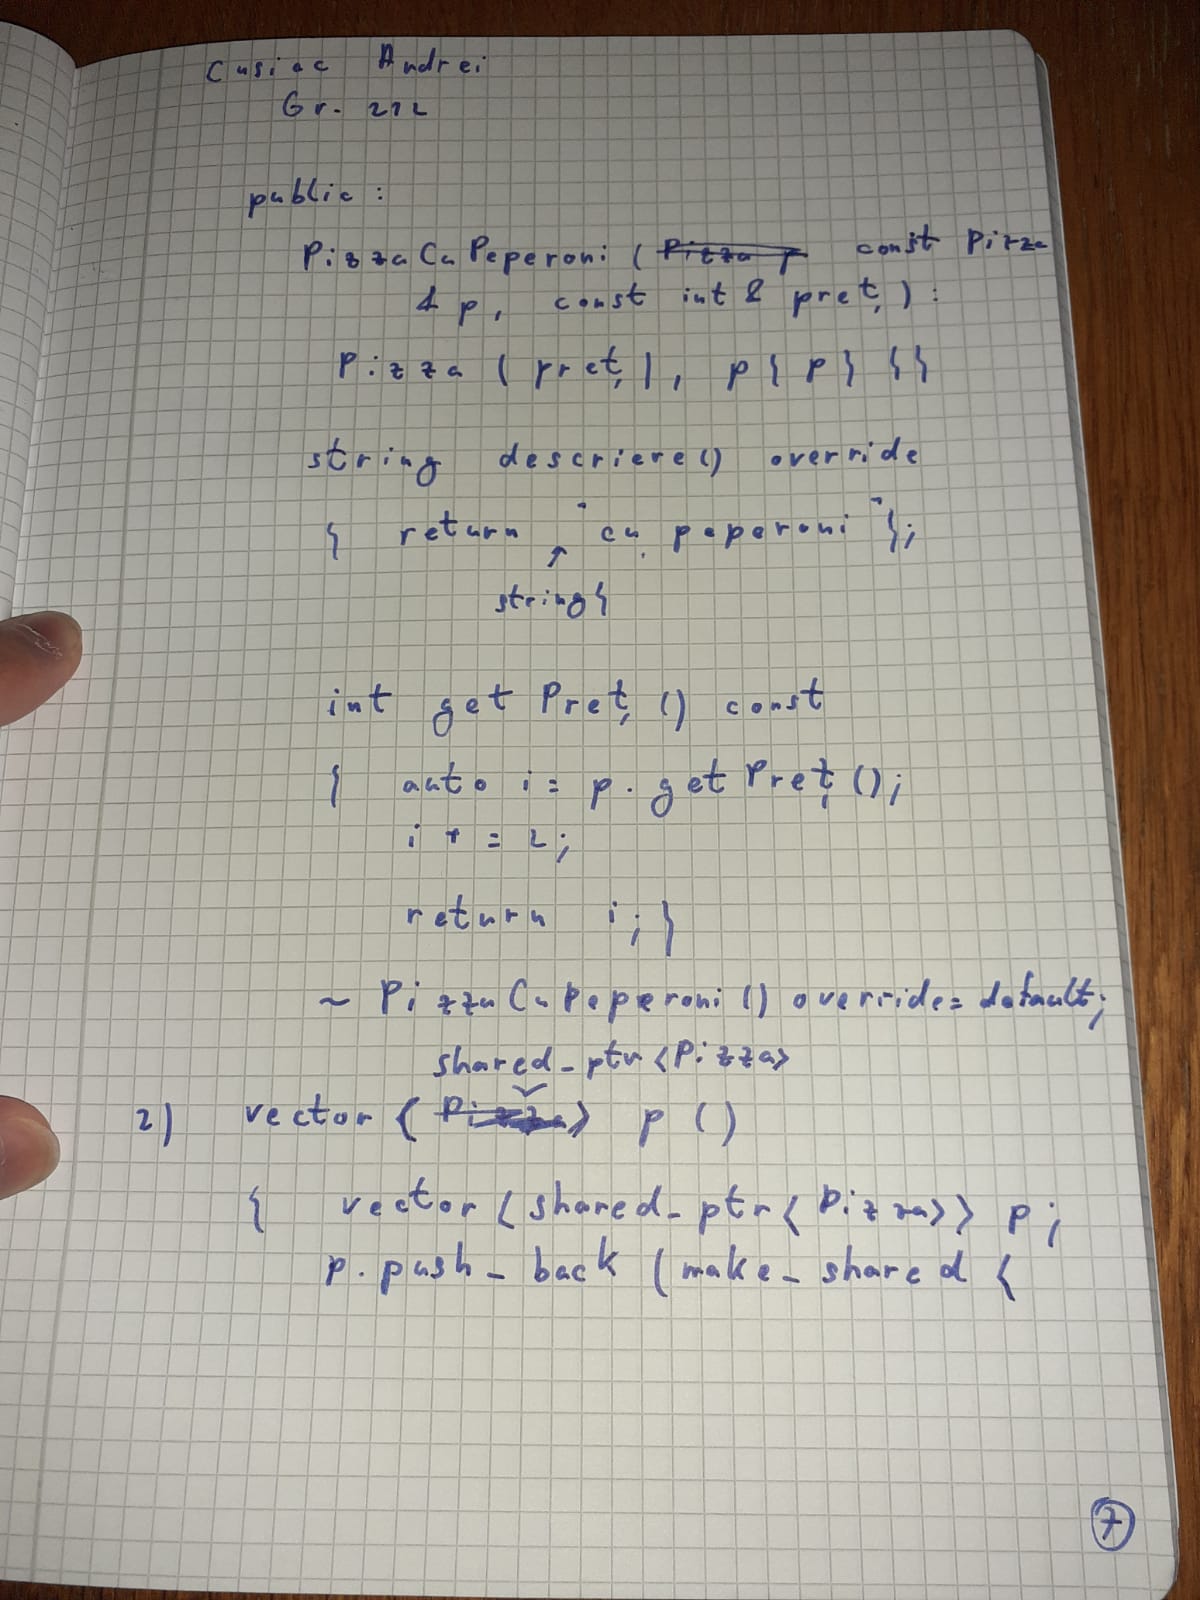 Cusiac Andrei
Gr. 212
public:
PizzaCuPeperoni ( Pizza p const Pizza
& p, const int & preț ) :
Pizza ( preț ), p { p } {}
string descriere() override
{ return "cu peperoni"};
↑
string{
int getPreț () const
{ auto i = p.getPreț ();
i += 2;
return i; }
~ PizzaCuPeperoni () override = default;
shared_ptr<Pizza>
2) vector < Pizza > p ()
{ vector <shared_ptr< Pizza>> p;
p.push_back (make_shared <
7